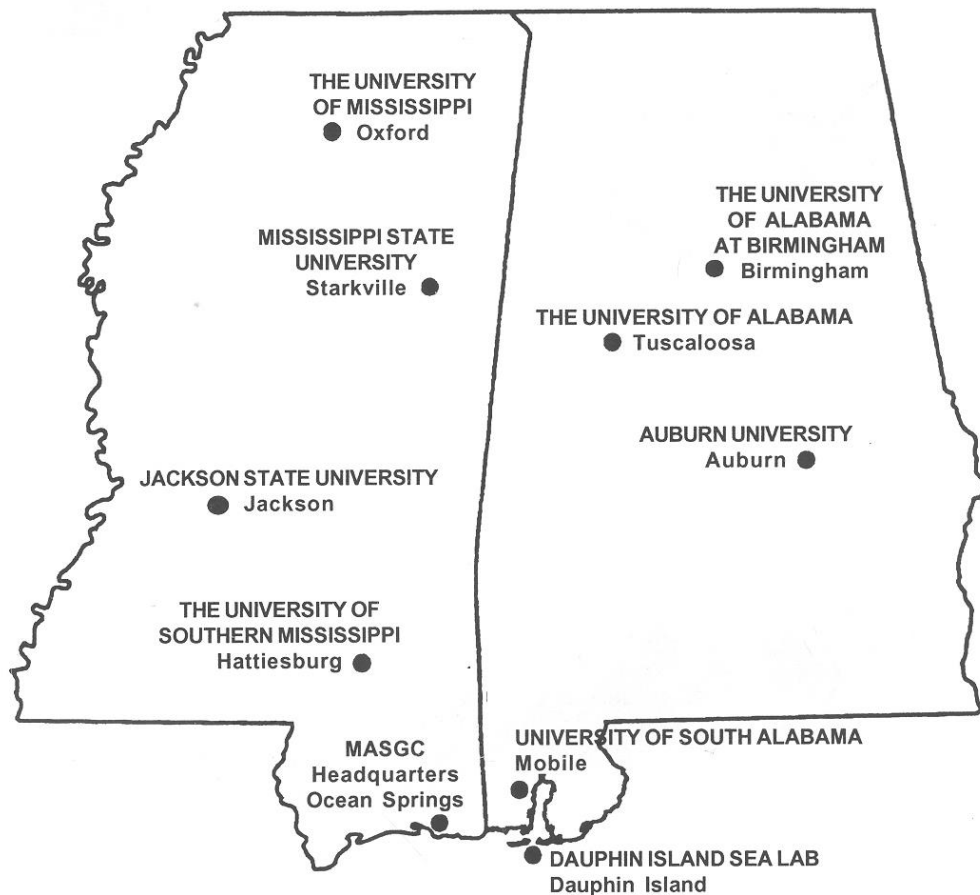 THE UNIVERSITY
OF MISSISSIPPI
Oxford
THE UNIVERSITY
OF ALABAMA
AT BIRMINGHAM
Birmingham
MISSISSIPPI STATE
UNIVERSITY
Starkville
THE UNIVERSITY OF ALABAMA
Tuscaloosa
AUBURN UNIVERSITY
Auburn
JACKSON STATE UNIVERSITY
Jackson
THE UNIVERSITY OF
SOUTHERN MISSISSIPPI
Hattiesburg
MASGC
Headquarters
Ocean Springs
UNIVERSITY OF SOUTH ALABAMA
Mobile
DAUPHIN ISLAND SEA LAB
Dauphin Island